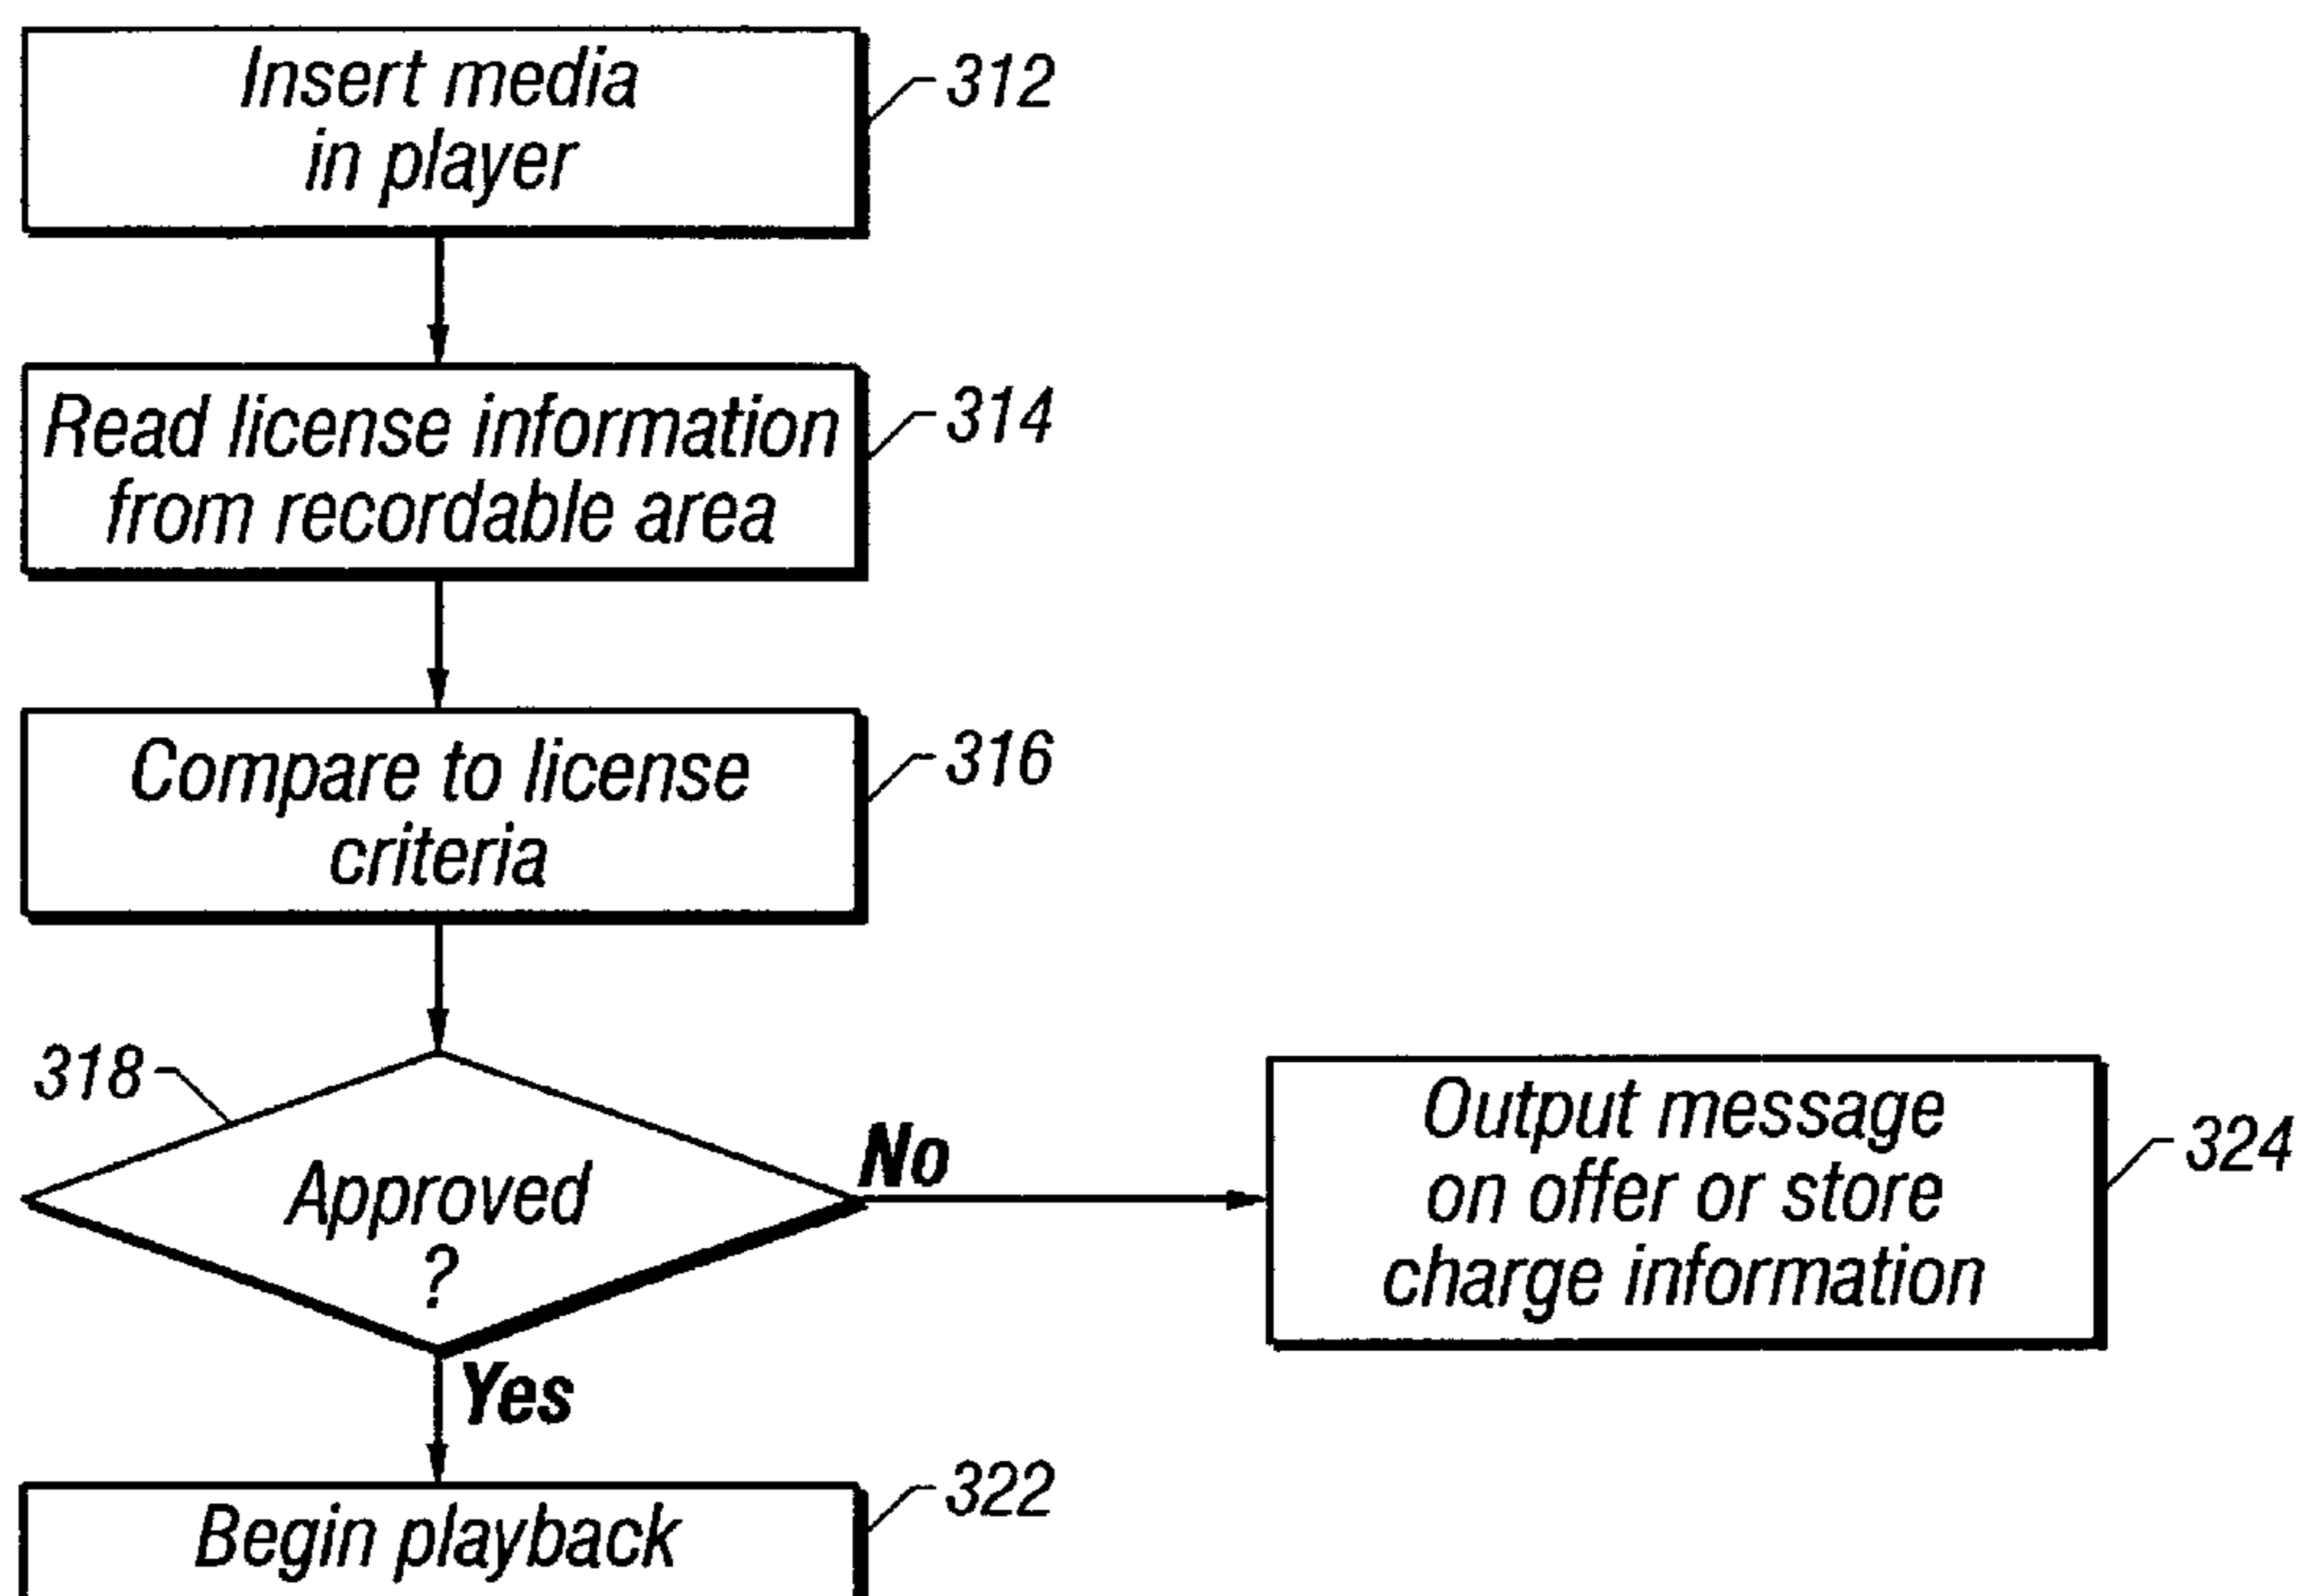 Insert media
in player
312
Read license information
from recordable area
314
Compare to license
criteria
316
318
Approved
?
No
Yes
Output message
on offer or store
charge information
324
Begin playback
322